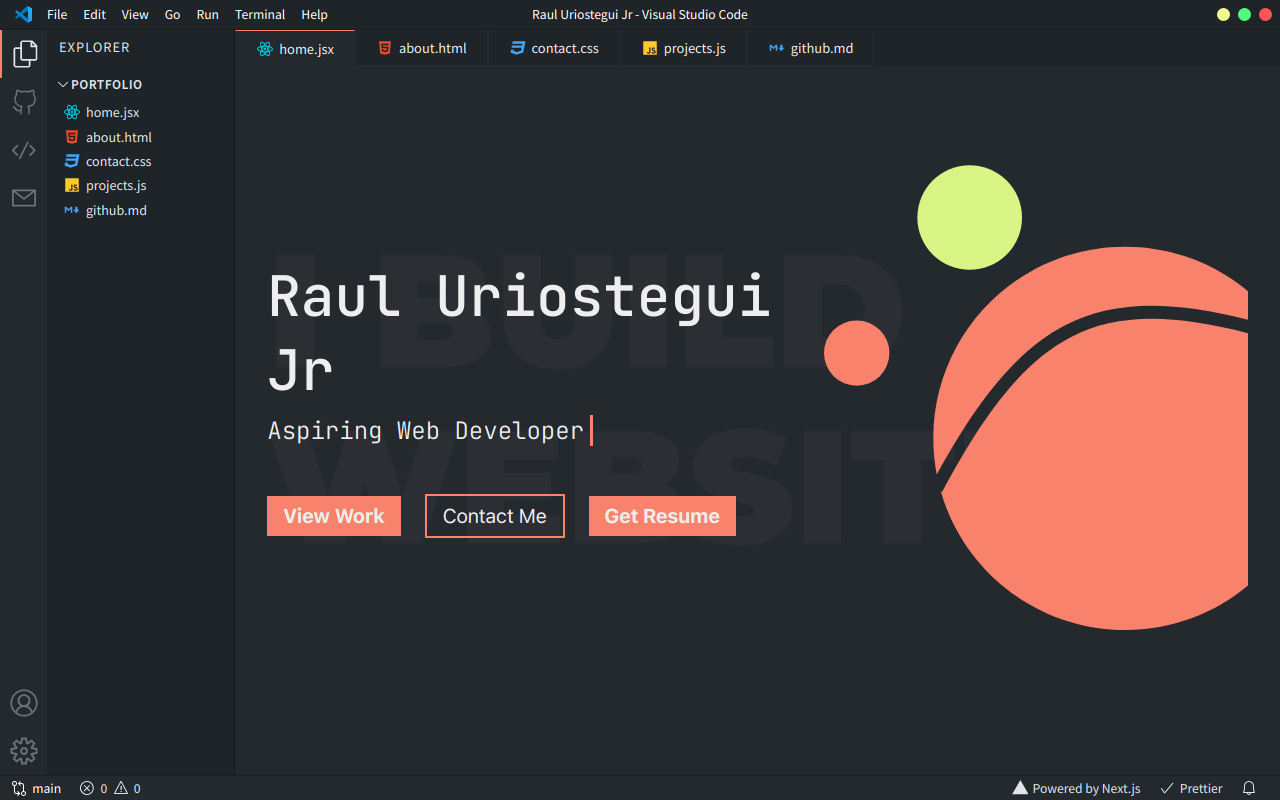 File Edit View Go Run Terminal Help
Raul Uriostegui Jr - Visual Studio Code
EXPLORER
PORTFOLIO
home.jsx
about.html
contact.css
projects.js
github.md
home.jsx
about.html
contact.css
projects.js
github.md
I BUILD
WEBSIT
Raul Uriostegui
Jr
Aspiring Web Developer
View Work
Contact Me
Get Resume
main
0
0
Powered by Next.js
Prettier